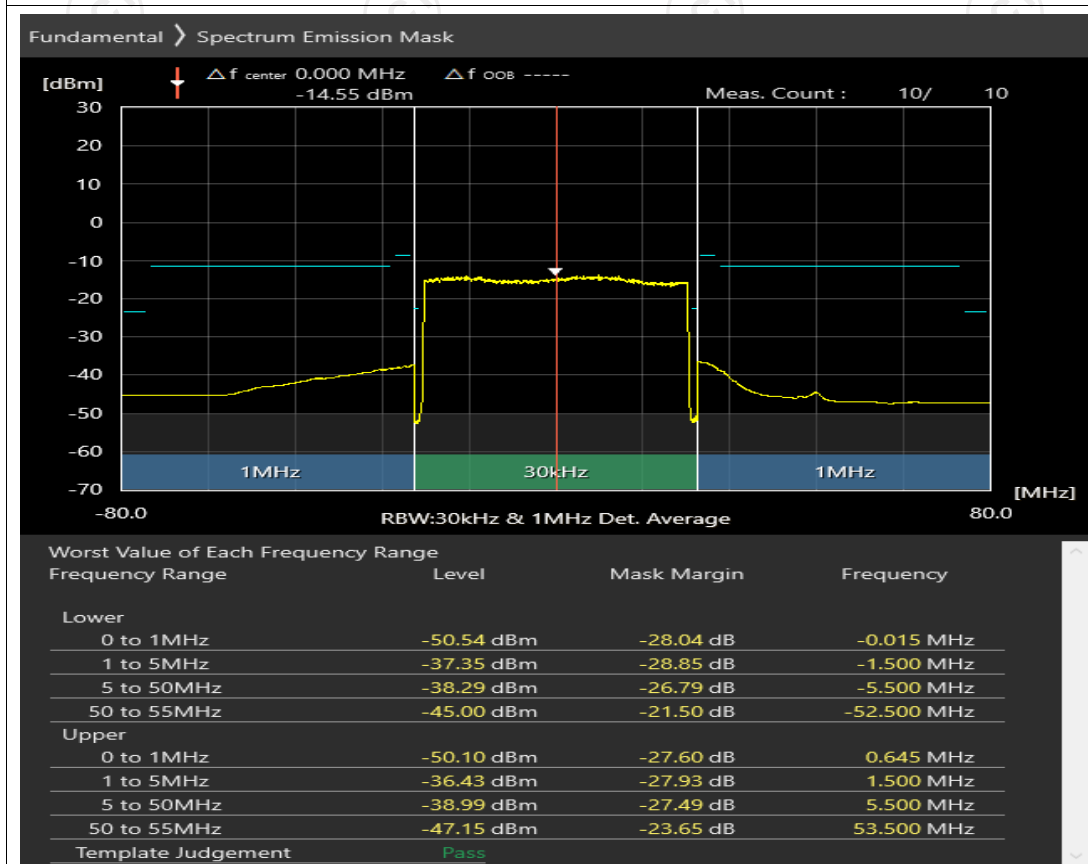 Fundamental ❯ Spectrum Emission Mask
[dBm] △f center 0.000 MHz △f OOB -----
-14.55 dBm Meas. Count : 10/ 10
30
20
10
0
-10
-20
-30
-40
-50
-60
1MHz 30kHz 1MHz
-70 [MHz]
-80.0 RBW:30kHz & 1MHz Det. Average 80.0
Worst Value of Each Frequency Range
Frequency Range Level Mask Margin Frequency
Lower
0 to 1MHz -50.54 dBm -28.04 dB -0.015 MHz
1 to 5MHz -37.35 dBm -28.85 dB -1.500 MHz
5 to 50MHz -38.29 dBm -26.79 dB -5.500 MHz
50 to 55MHz -45.00 dBm -21.50 dB -52.500 MHz
Upper
0 to 1MHz -50.10 dBm -27.60 dB 0.645 MHz
1 to 5MHz -36.43 dBm -27.93 dB 1.500 MHz
5 to 50MHz -38.99 dBm -27.49 dB 5.500 MHz
50 to 55MHz -47.15 dBm -23.65 dB 53.500 MHz
Template Judgement Pass